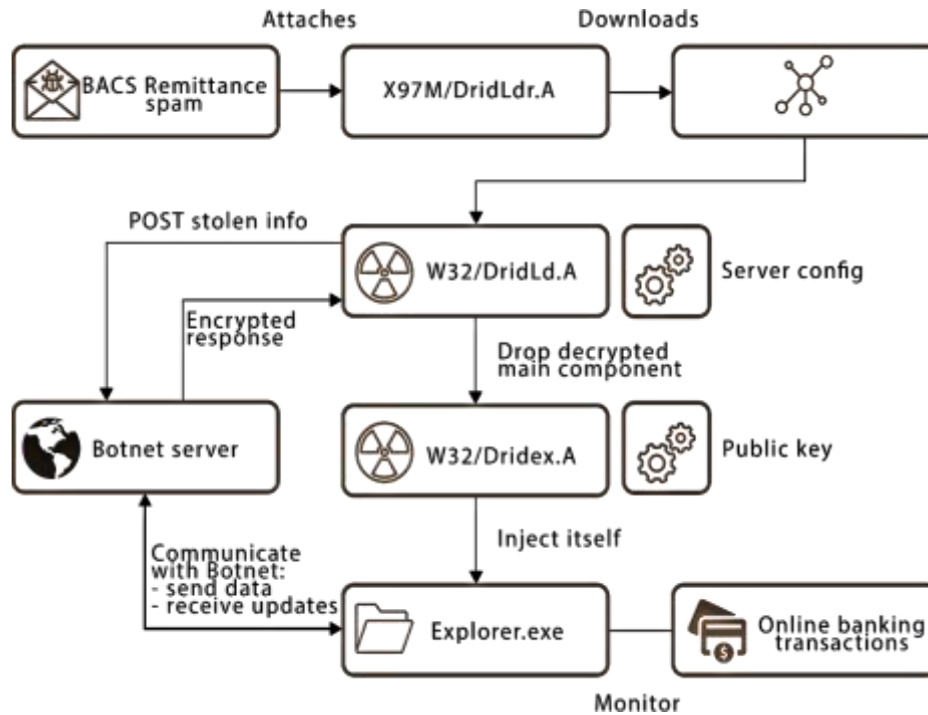 Attaches
Downloads
BACS Remittance
spam
X97M/DridLdr.A
POST stolen info
W32/DridLd.A
Server config
Encrypted
response
Drop decrypted
main component
Botnet server
W32/Dridex.A
Public key
Inject itself
Communicate
with Botnet:
- send data
- receive updates
Explorer.exe
Online banking
transactions
Monitor